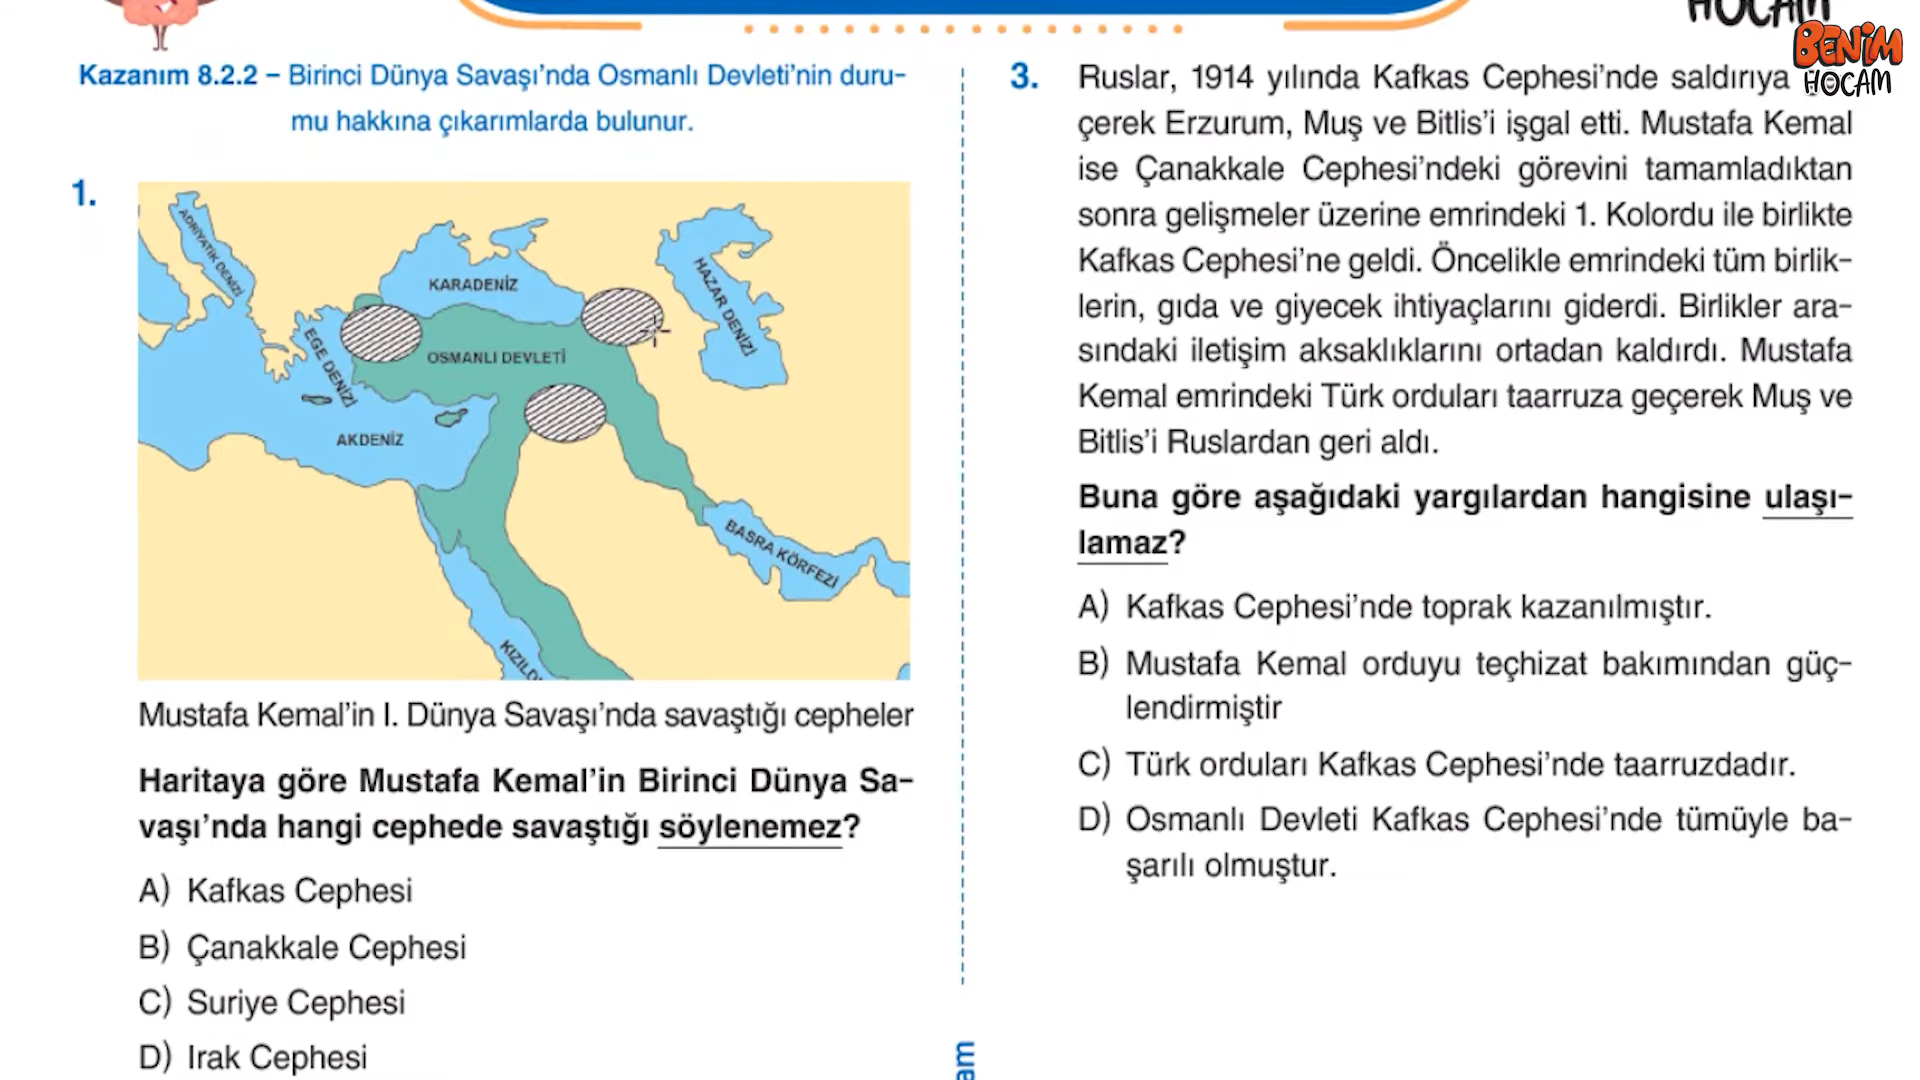 HOCAM
BENİM
HOCAM
Kazanım 8.2.2 – Birinci Dünya Savaşı’nda Osmanlı Devleti’nin duru-
mu hakkına çıkarımlarda bulunur.
1.
ADRİYATİK DENİZİ
KARADENİZ
HAZAR DENİZİ
EGE DENİZİ
OSMANLI DEVLETİ
AKDENİZ
BASRA KÖRFEZİ
Mustafa Kemal’in I. Dünya Savaşı’nda savaştığı cepheler
Haritaya göre Mustafa Kemal’in Birinci Dünya Sa-
vaşı’nda hangi cephede savaştığı söylenemez?
A) Kafkas Cephesi
B) Çanakkale Cephesi
C) Suriye Cephesi
D) Irak Cephesi
3.
Ruslar, 1914 yılında Kafkas Cephesi’nde saldırıya
çerek Erzurum, Muş ve Bitlis’i işgal etti. Mustafa Kemal
ise Çanakkale Cephesi’ndeki görevini tamamladıktan
sonra gelişmeler üzerine emrindeki 1. Kolordu ile birlikte
Kafkas Cephesi’ne geldi. Öncelikle emrindeki tüm birlik-
lerin, gıda ve giyecek ihtiyaçlarını giderdi. Birlikler ara-
sındaki iletişim aksaklıklarını ortadan kaldırdı. Mustafa
Kemal emrindeki Türk orduları taarruza geçerek Muş ve
Bitlis’i Ruslardan geri aldı.
Buna göre aşağıdaki yargılardan hangisine ulaşı-
lamaz?
A) Kafkas Cephesi’nde toprak kazanılmıştır.
B) Mustafa Kemal orduyu teçhizat bakımından güç-
lendirmiştir
C) Türk orduları Kafkas Cephesi’nde taarruzdadır.
D) Osmanlı Devleti Kafkas Cephesi’nde tümüyle ba-
şarılı olmuştur.